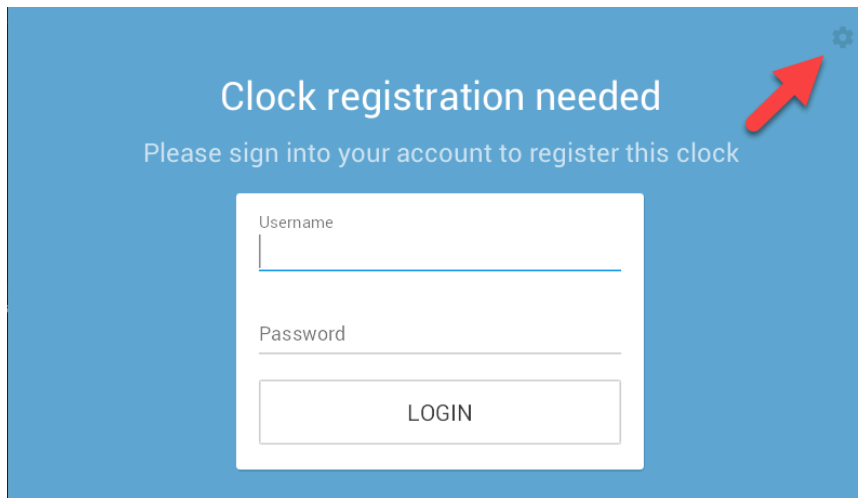 Clock registration needed
Please sign into your account to register this clock
Username
Password
LOGIN